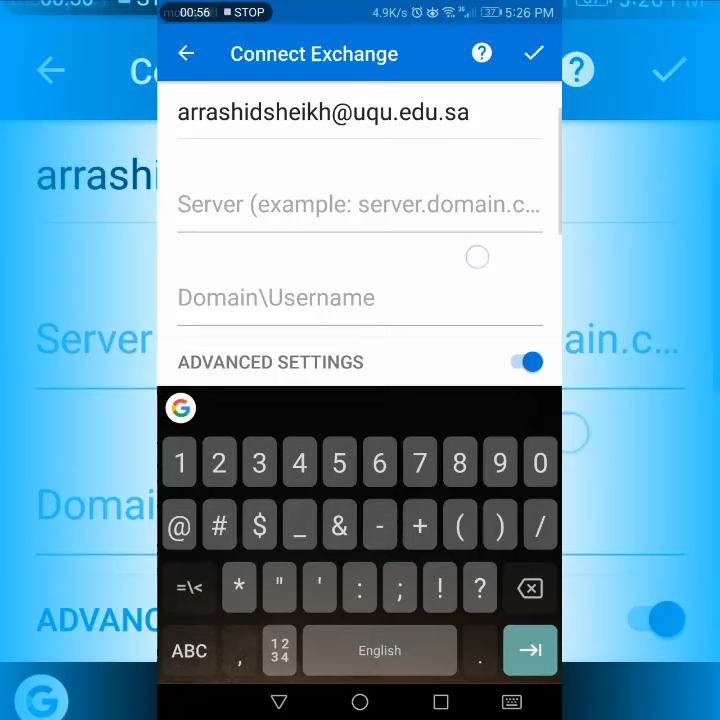 00:56 STOP 4.9K/s 37 5:26 PM
Connect Exchange ?
arrashidsheikh@uqu.edu.sa
Server (example: server.domain.c...
Domain\Username
ADVANCED SETTINGS
1 2 3 4 5 6 7 8 9 0
@ # $ _ & - + ( ) /
=\< * " ' : ; ! ?
ABC , 12 34 English .